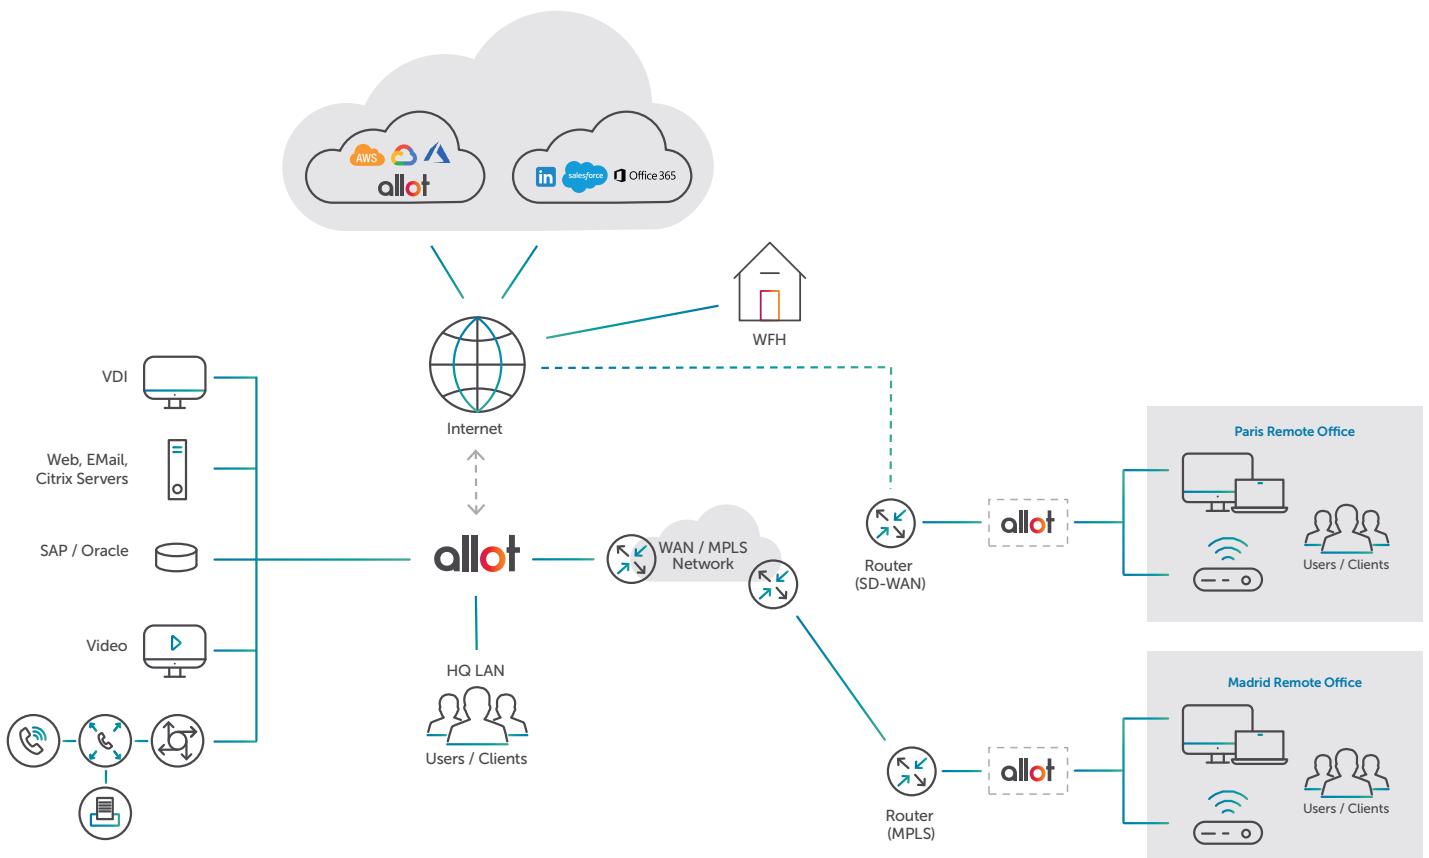 AWS
allot
in
salesforce
Office 365
WFH
Internet
VDI
Web, EMail,
Citrix Servers
SAP / Oracle
Video
allot
WAN / MPLS
Network
HQ LAN
Users / Clients
Router
(SD-WAN)
allot
Paris Remote Office
Users / Clients
Router
(MPLS)
allot
Madrid Remote Office
Users / Clients